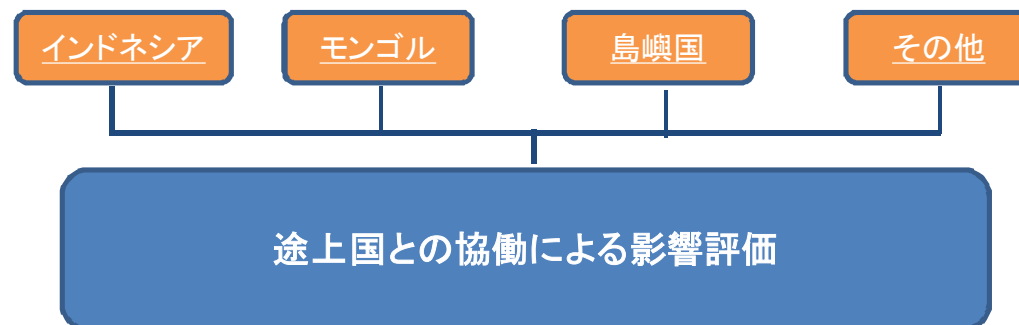 インドネシア
モンゴル
島嶼国
その他
途上国との協働による影響評価